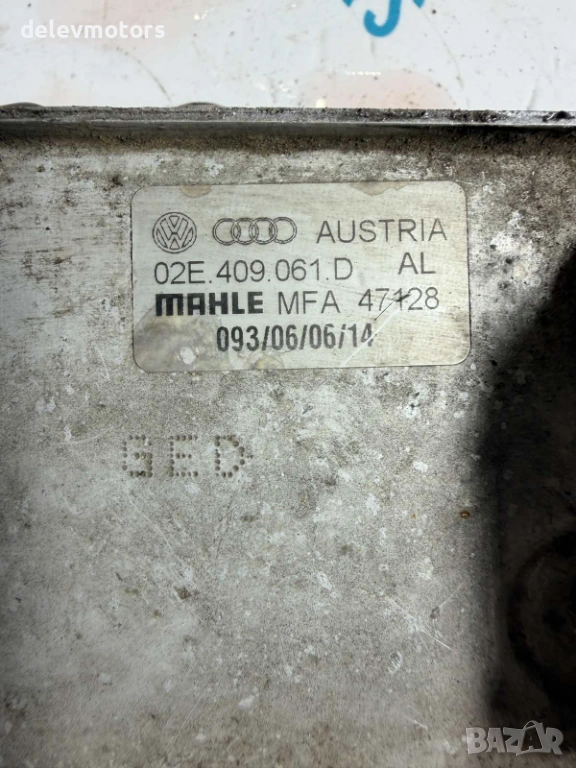 delevmotors
AUSTRIA
02E.409.061.D AL
MAHLE MFA 47128
093/06/06/14
GED
BAZAR